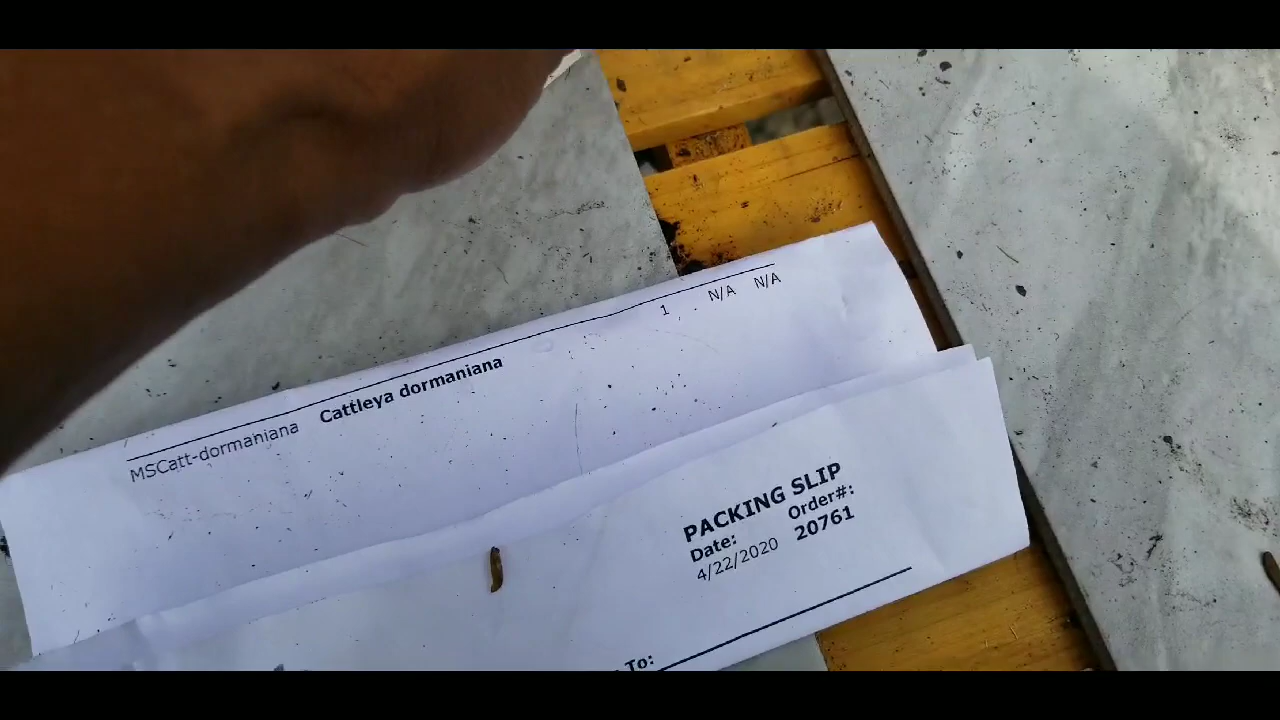 MSCatt-dormaniana Cattleya dormaniana 1 N/A N/A
PACKING SLIP
Date: Order#:
4/22/2020 20761
To: